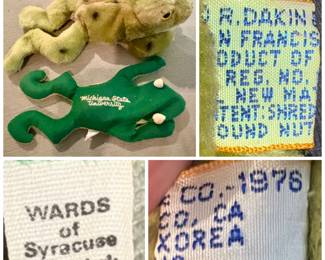 Michigan State
University
R. DAKIN
N FRANCIS
ODUCT OF
REG. NO.
NEW MA
TENT: SHRED
OUND NUT
WARDS
of
Syracuse
CO.-1976
CO. CA
KOREA